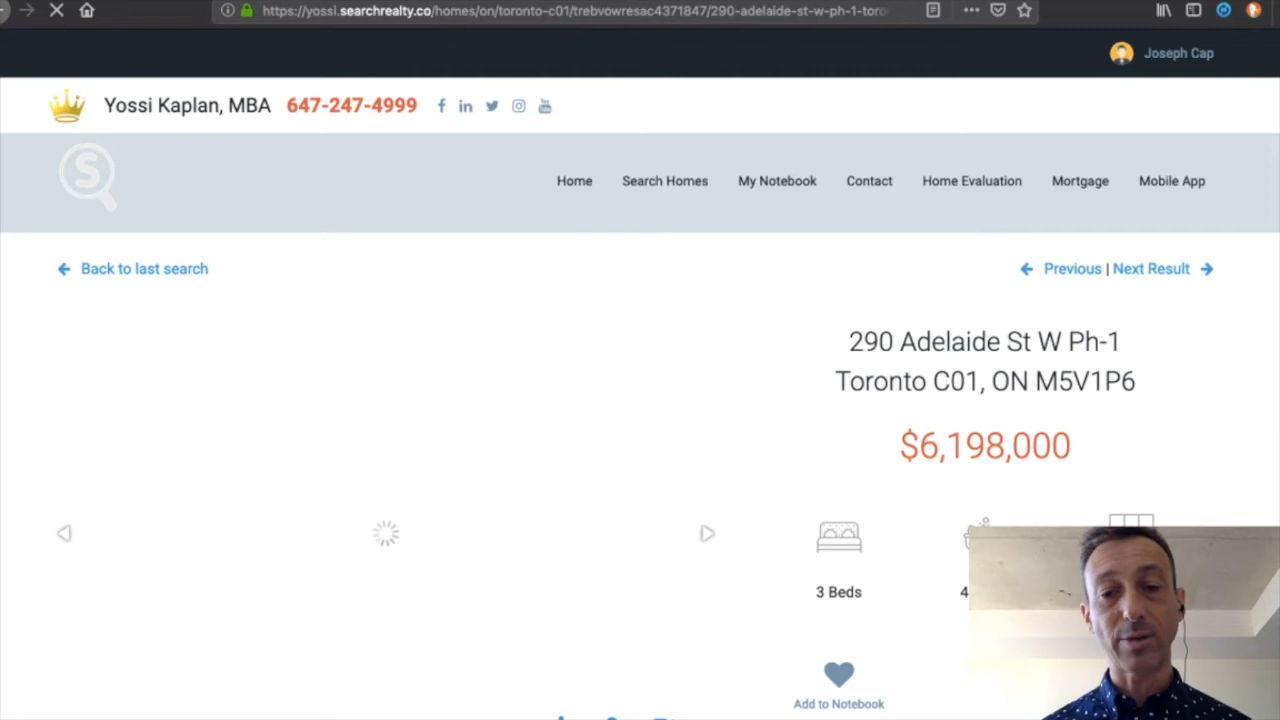 https://yossi.searchrealty.co/homes/on/toronto-c01/trebvowresac4371847/290-adelaide-st-w-ph-1-toro
Joseph Cap
Yossi Kaplan, MBA 647-247-4999
S
Home Search Homes My Notebook Contact Home Evaluation Mortgage Mobile App
Back to last search Previous | Next Result
290 Adelaide St W Ph-1
Toronto C01, ON M5V1P6
$6,198,000
3 Beds 4
Add to Notebook